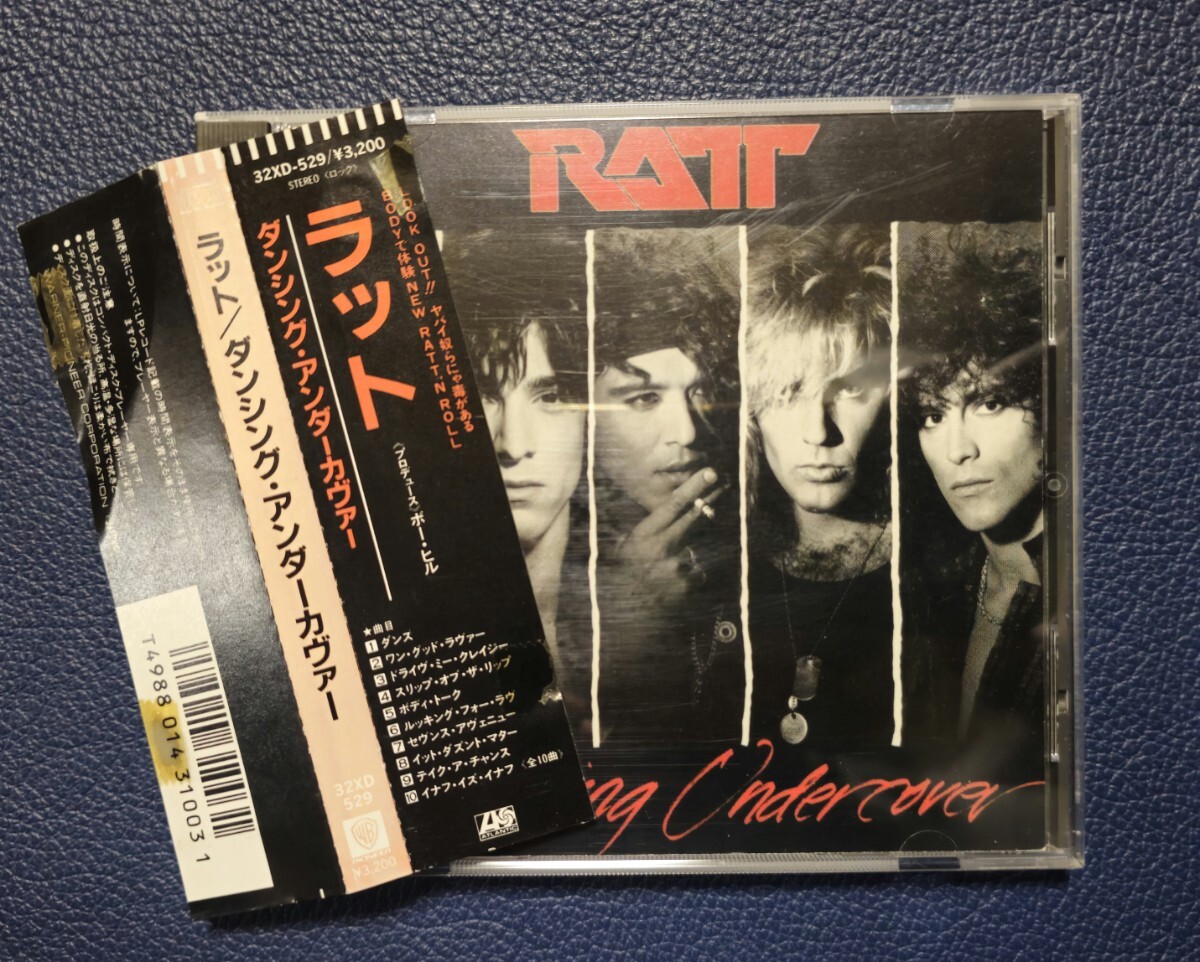 32XD-529/¥3,200
STEREO〈ロック〉
LOOK OUT!! ヤバイ奴らにゃ毒がある
BODYで体験NEW RATT,N ROLL
ラット
ダンシング・アンダーカヴァー
〈プロデュース〉ボー・ヒル
★曲目
1 ダンス
2 ワン・グッド・ラヴァー
3 ドライヴ・ミー・クレイジー
4 スリップ・オブ・ザ・リップ
5 ボディ・トーク
6 ルッキング・フォー・ラヴ
7 セヴンス・アヴェニュー
8 イット・ダズント・マター
9 テイク・ア・チャンス
10 イナフ・イズ・イナフ 〈全10曲〉
ATLANTIC
ラット/ダンシング・アンダーカヴァー
32XD
529
¥3,200
取扱上のご注意
T4988 014 31003 1
RATT
ing Undercover